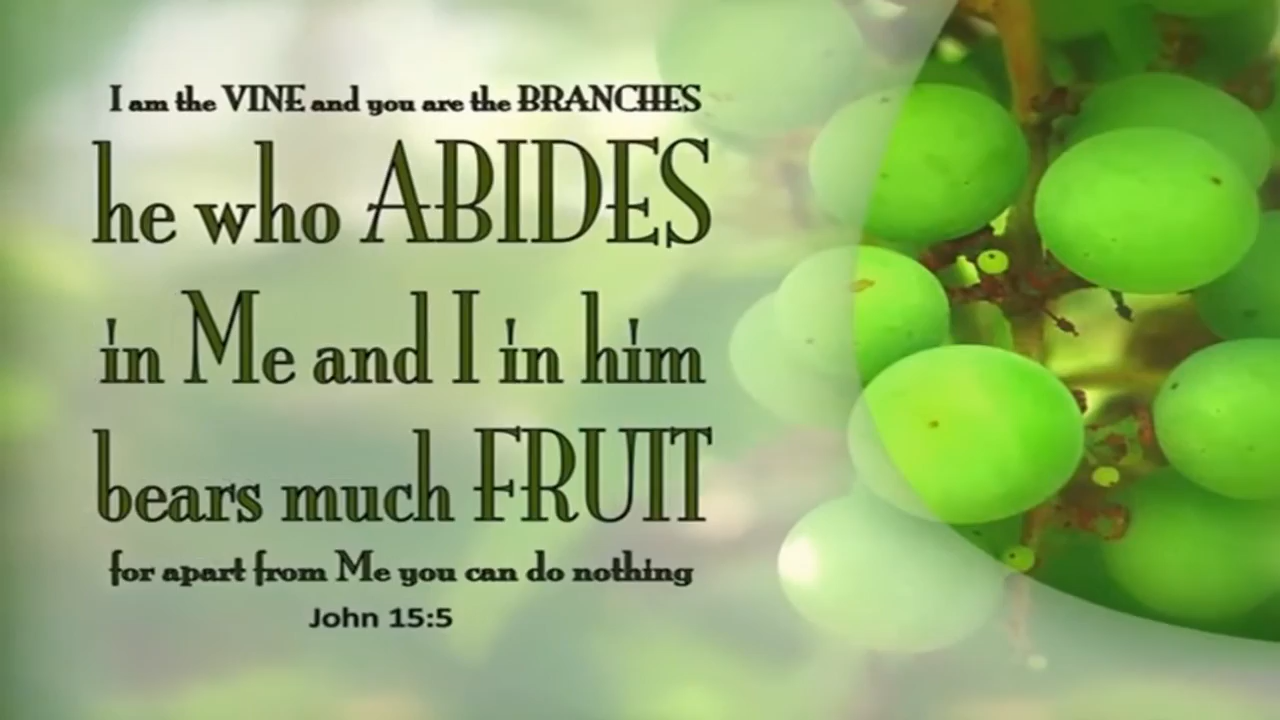 I am the VINE and you are the BRANCHES
he who ABIDES
in Me and I in him
bears much FRUIT
for apart from Me you can do nothing
John 15:5